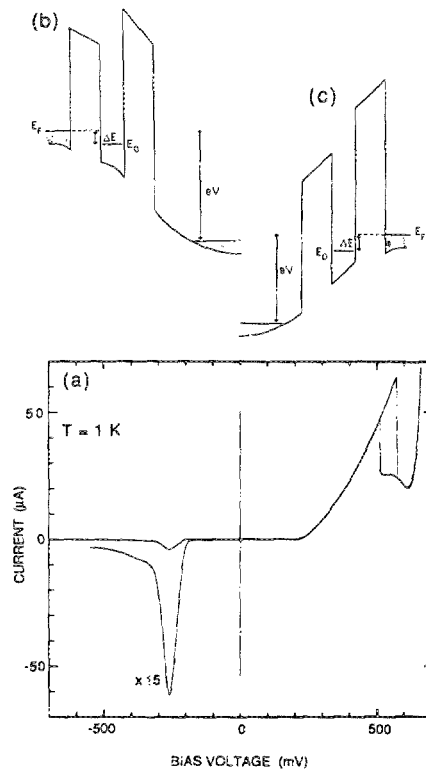 (b)
(c)
E_F
ΔE
E_0
eV
E_F
ΔE
E_0
eV
(a)
T = 1 K
50
0
-50
CURRENT (μA)
x 15
-500
0
500
BIAS VOLTAGE (mV)